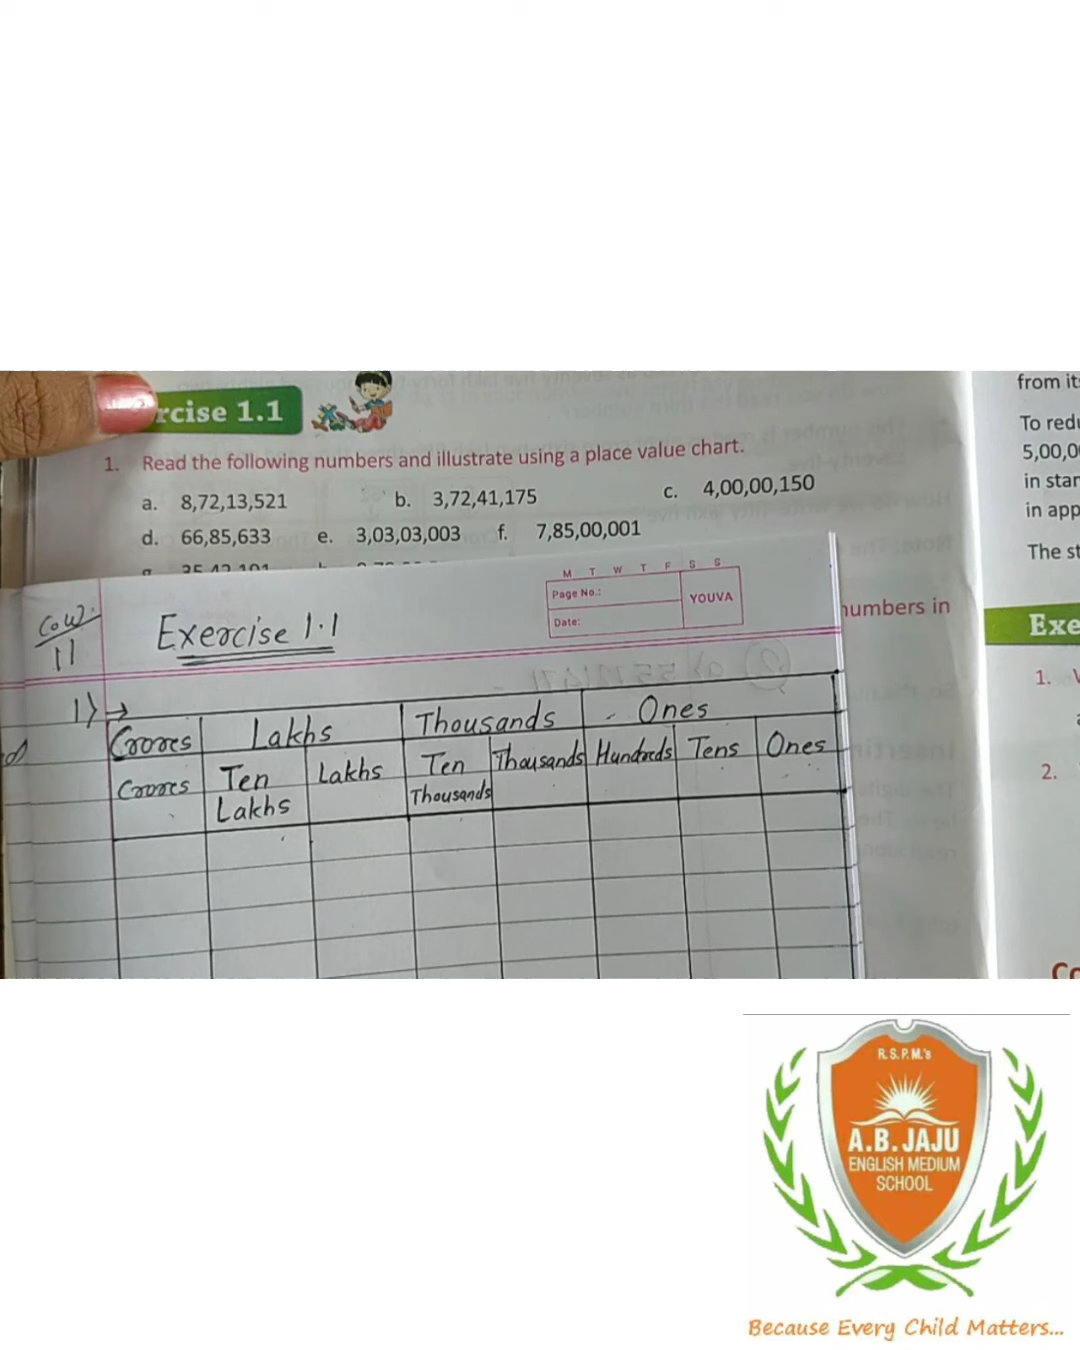 rcise 1.1
1. Read the following numbers and illustrate using a place value chart.
a. 8,72,13,521 b. 3,72,41,175 c. 4,00,00,150
d. 66,85,633 e. 3,03,03,003 f. 7,85,00,001
M T W T F S S
Page No.:
YOUVA
Date:
C.W.
11
Exercise 1.1
1) →
Crores Lakhs Thousands Ones
Crores Ten Lakhs Lakhs Ten Thousands Thousands Hundreds Tens Ones
numbers in
from it
To red
5,00,0
in star
in app
The st
Exe
1.
2.
R.S.P.M.'s
A.B. JAJU
ENGLISH MEDIUM
SCHOOL
Because Every Child Matters...